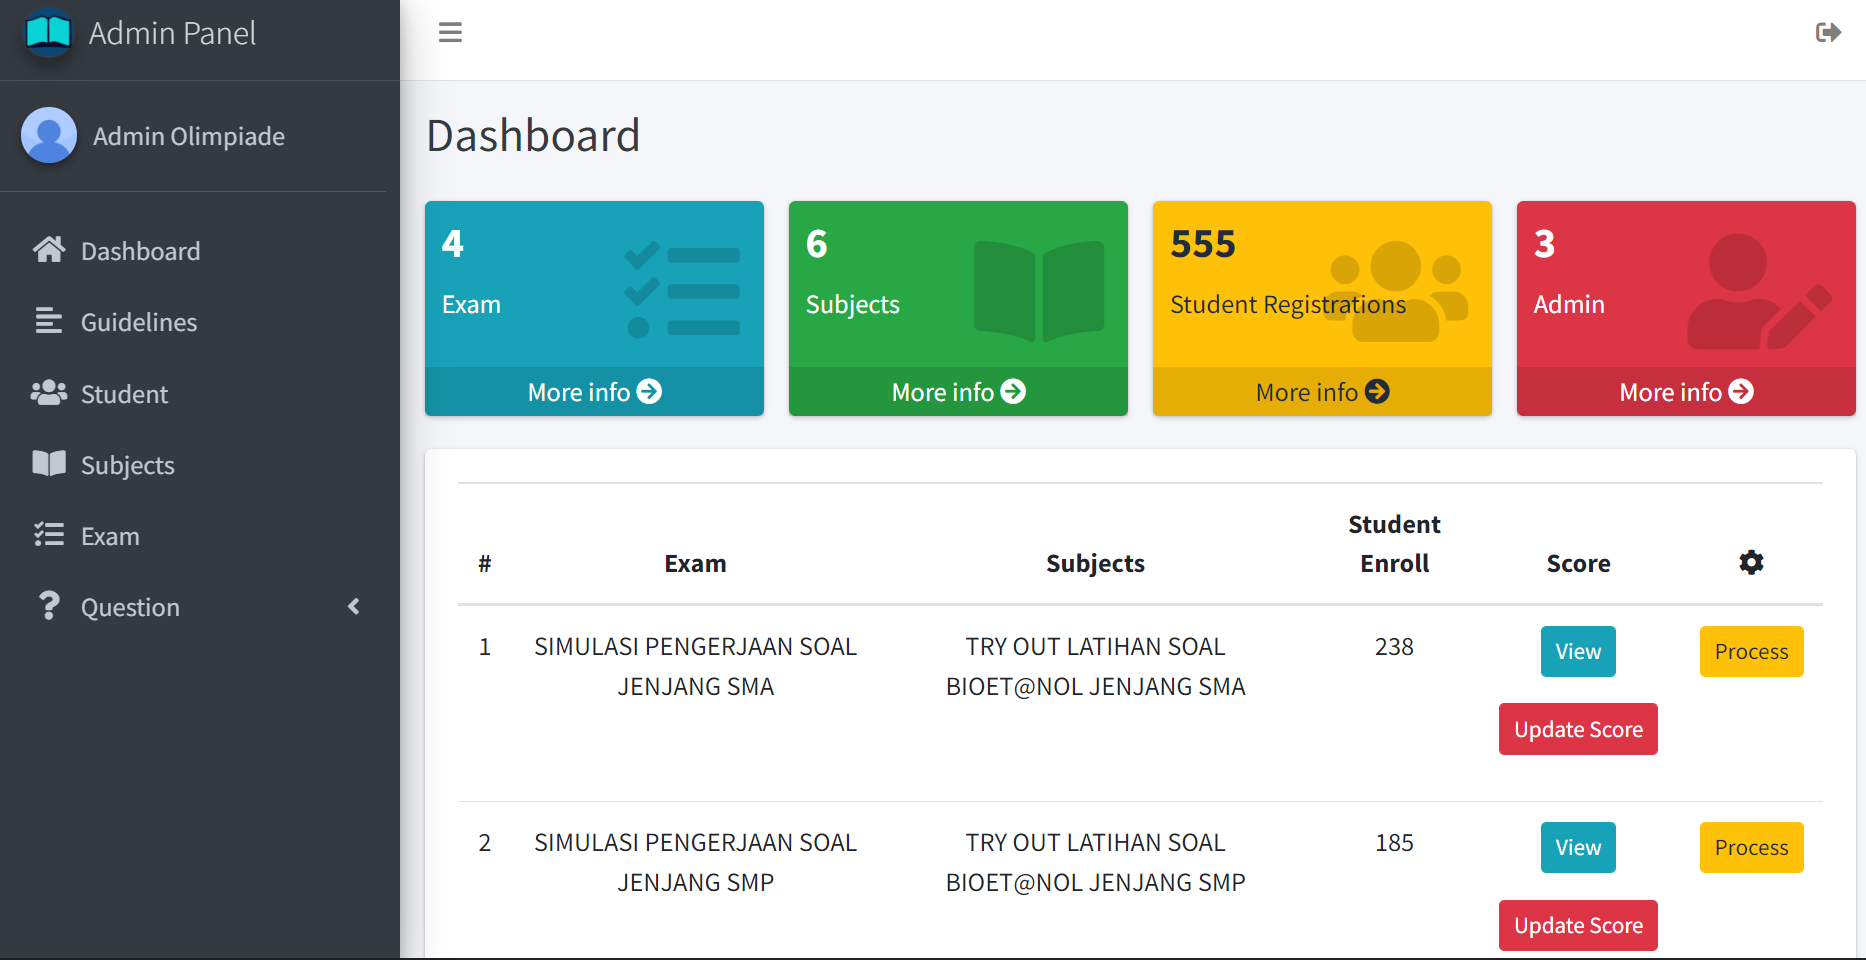 Admin Panel
Admin Olimpiade
Dashboard
Guidelines
Student
Subjects
Exam
Question
Dashboard
4
Exam
More info
6
Subjects
More info
555
Student Registrations
More info
3
Admin
More info
# Exam Subjects Student Enroll Score
1 SIMULASI PENGERJAAN SOAL TRY OUT LATIHAN SOAL 238 View Process
JENJANG SMA BIOET@NOL JENJANG SMA
Update Score
2 SIMULASI PENGERJAAN SOAL TRY OUT LATIHAN SOAL 185 View Process
JENJANG SMP BIOET@NOL JENJANG SMP
Update Score